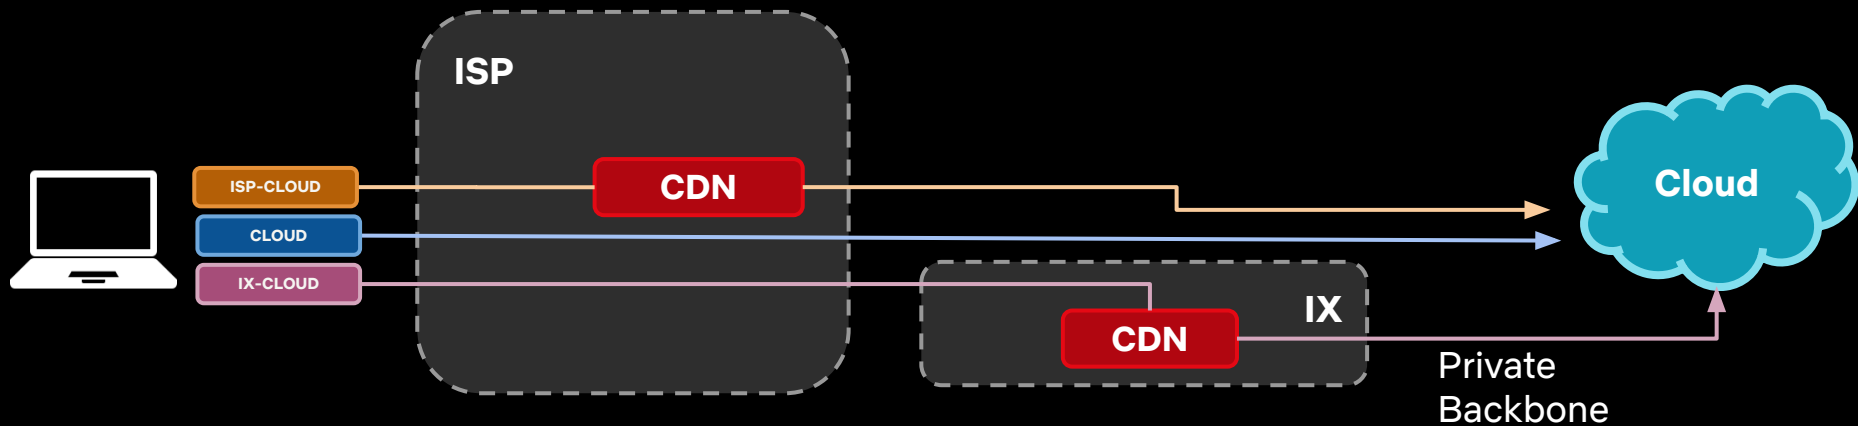 ISP
ISP-CLOUD
CDN
Cloud
CLOUD
IX-CLOUD
IX
CDN
Private
Backbone